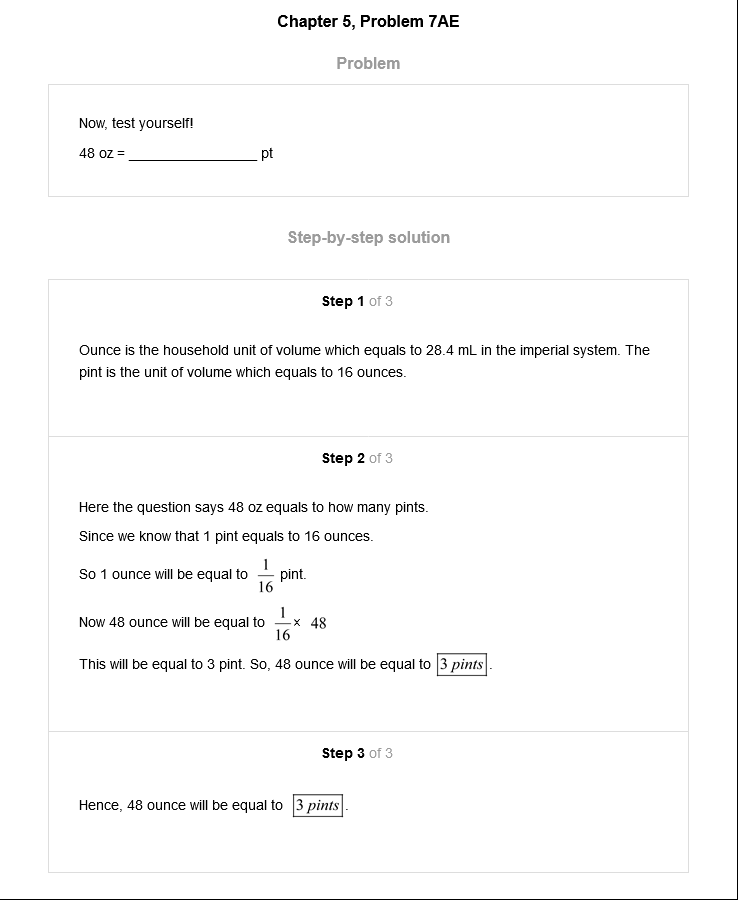 Chapter 5, Problem 7AE
Problem
Now, test yourself!
48 oz = ________________ pt
Step-by-step solution
Step 1 of 3
Ounce is the household unit of volume which equals to 28.4 mL in the imperial system. The
pint is the unit of volume which equals to 16 ounces.
Step 2 of 3
Here the question says 48 oz equals to how many pints.
Since we know that 1 pint equals to 16 ounces.
So 1 ounce will be equal to 1/16 pint.
Now 48 ounce will be equal to 1/16 × 48
This will be equal to 3 pint. So, 48 ounce will be equal to 3 pints.
Step 3 of 3
Hence, 48 ounce will be equal to 3 pints.